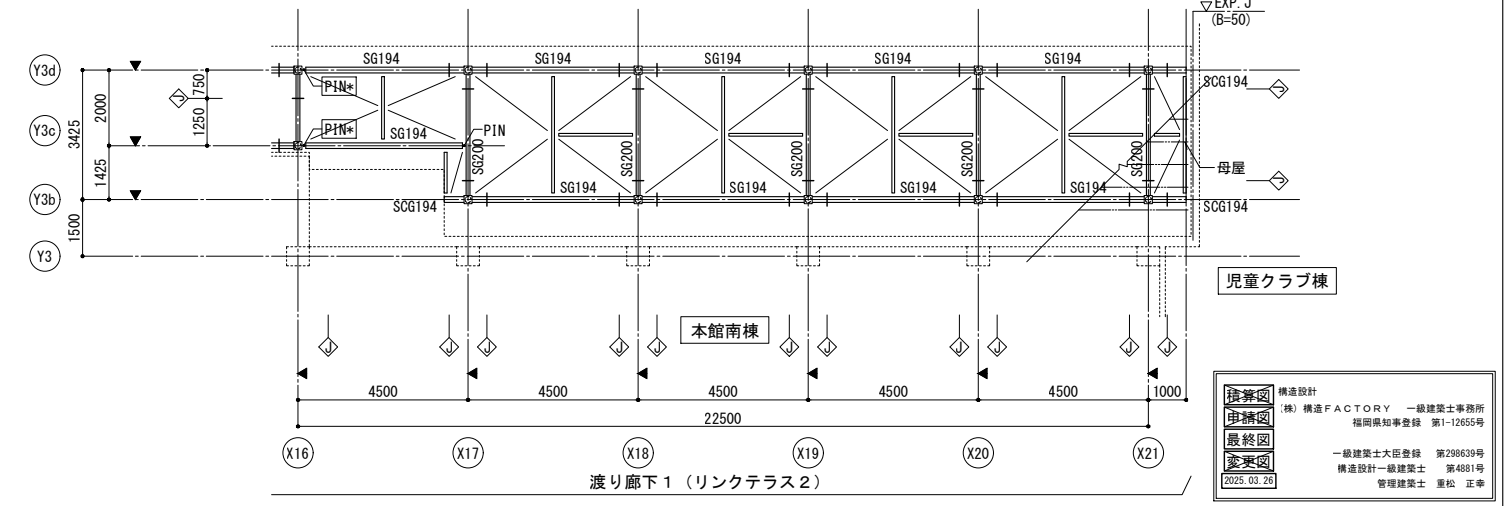 ▽EXP.J
(B=50)
SG194
SG194
SG194
SG194
SG194
SCG194
Y3d
Y3c
Y3b
Y3
750
1250
2000
1425
3425
1500
J
PIN*
PIN*
SG194
PIN
SG200
SG200
SG200
SG200
SG200
SG194
SG194
SG194
SG194
SCG194
SCG194
母屋
J
J
児童クラブ棟
本館南棟
J
J
J
J
J
J
J
J
J
J
J
4500
4500
4500
4500
4500
1000
22500
X16
X17
X18
X19
X20
X21
渡り廊下1(リンクテラス2)
積算図
申請図
最終図
変更図
2025.03.26
構造設計
(株)構造FACTORY 一級建築士事務所
福岡県知事登録 第1-12655号
一級建築士大臣登録 第298639号
構造設計一級建築士 第4881号
管理建築士 重松 正幸